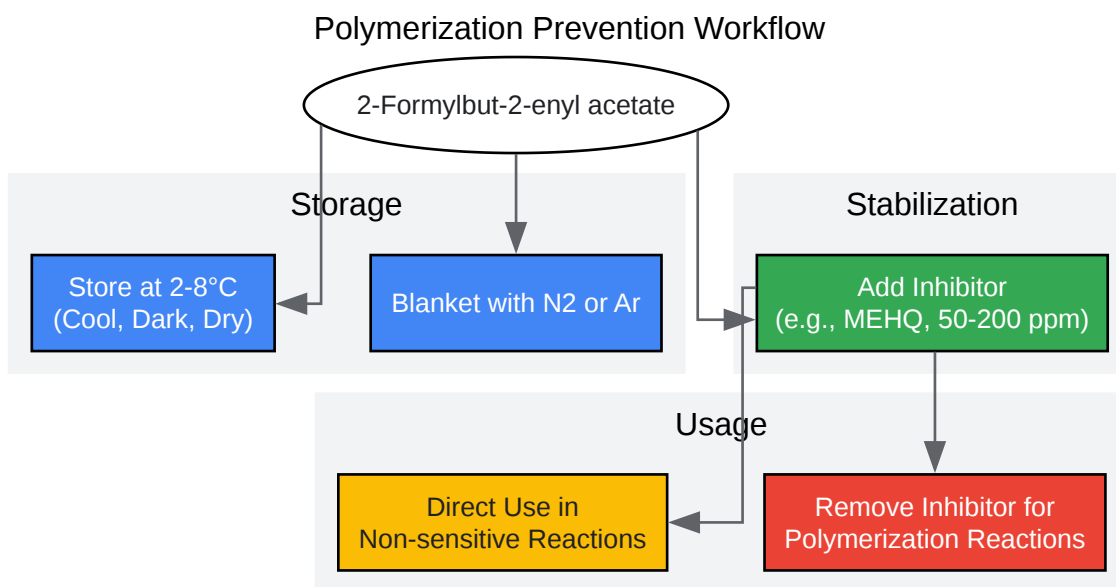 Polymerization Prevention Workflow
2-Formylbut-2-enyl acetate
Storage
Stabilization
Store at 2-8°C
(Cool, Dark, Dry)
Blanket with N2 or Ar
Add Inhibitor
(e.g., MEHQ, 50-200 ppm)
Usage
Direct Use in
Non-sensitive Reactions
Remove Inhibitor for
Polymerization Reactions